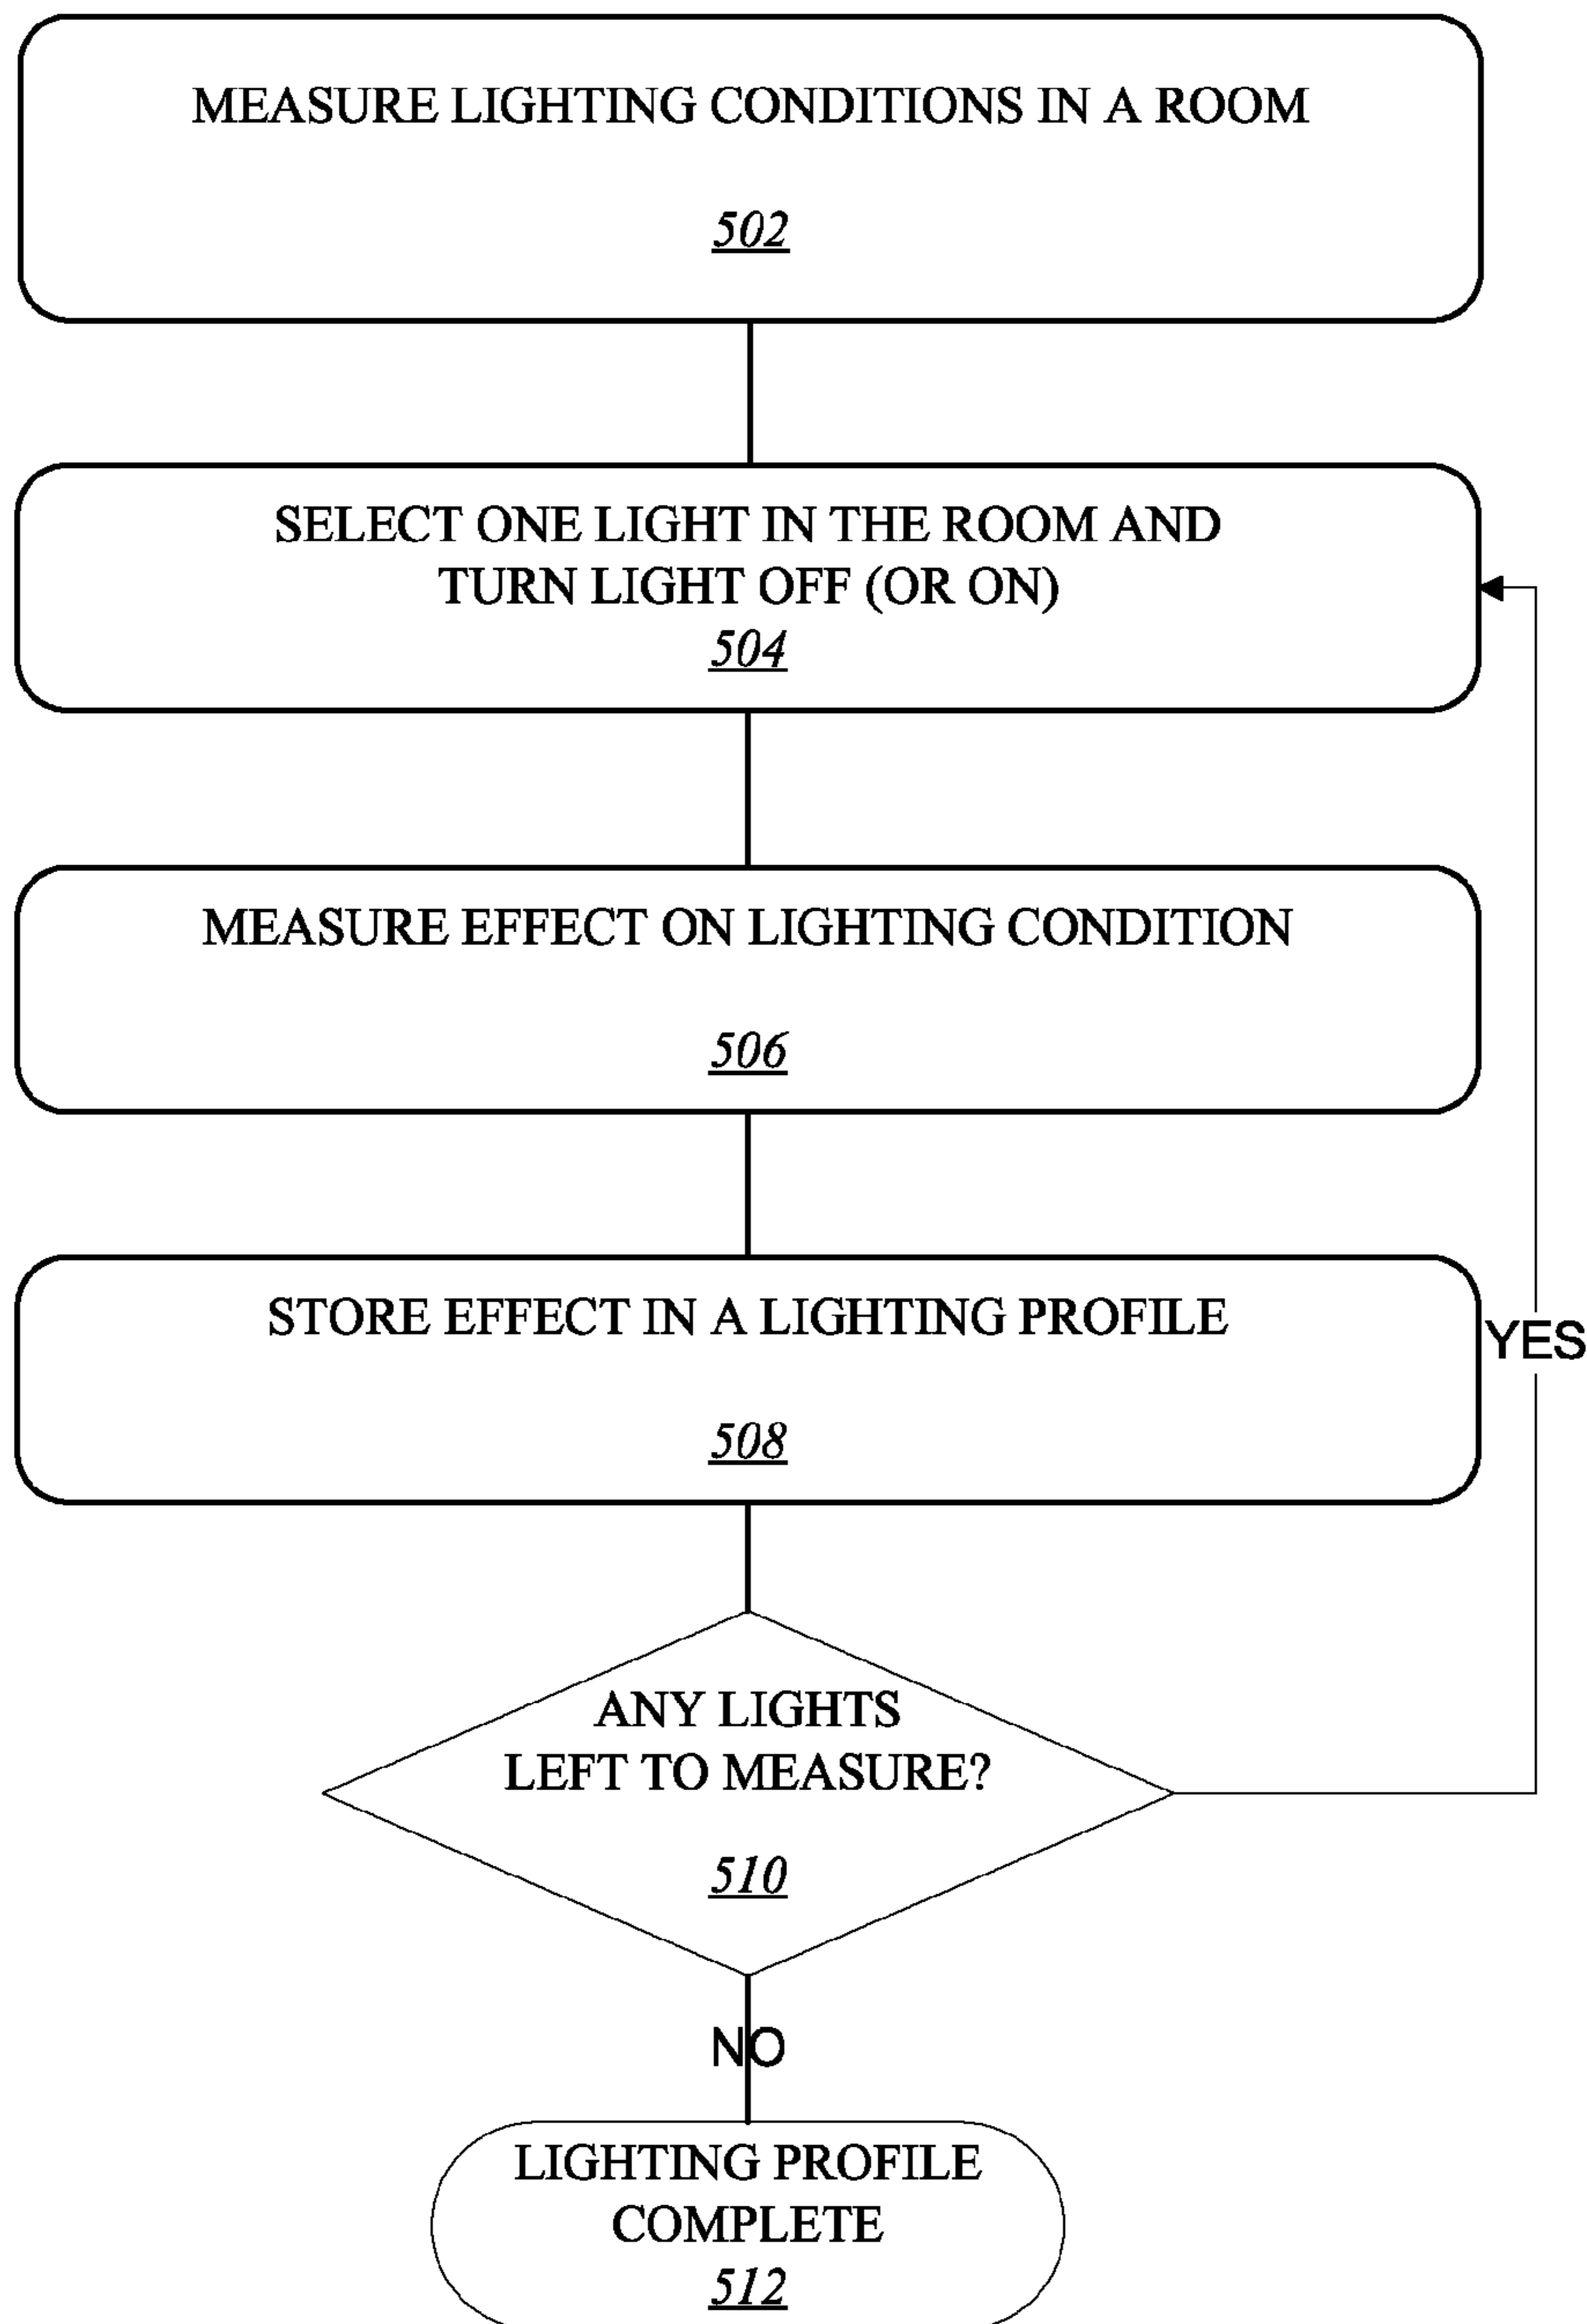 MEASURE LIGHTING CONDITIONS IN A ROOM
502
SELECT ONE LIGHT IN THE ROOM AND
TURN LIGHT OFF (OR ON)
504
MEASURE EFFECT ON LIGHTING CONDITION
506
STORE EFFECT IN A LIGHTING PROFILE
508
YES
ANY LIGHTS
LEFT TO MEASURE?
510
NO
LIGHTING PROFILE
COMPLETE
512